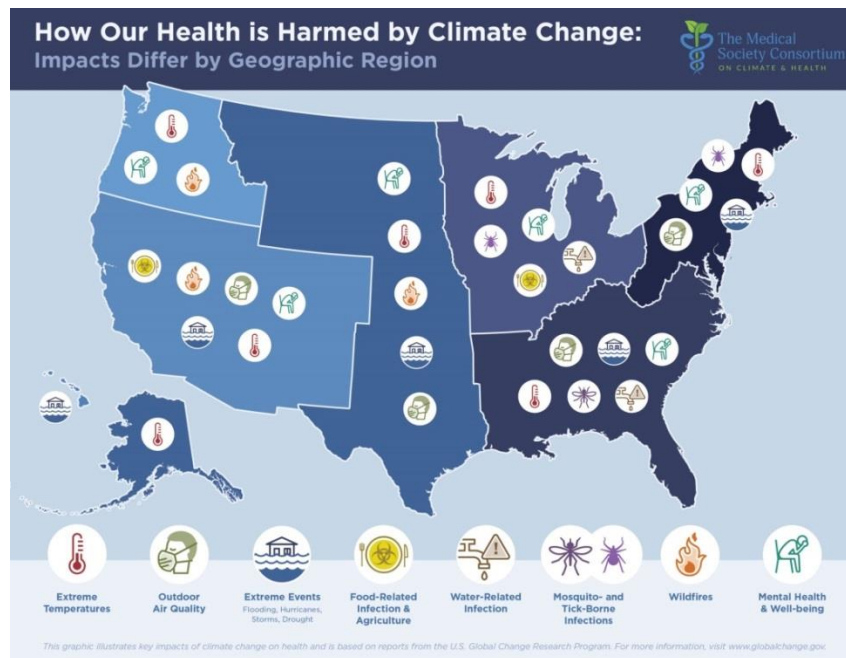 How Our Health is Harmed by Climate Change:
Impacts Differ by Geographic Region
The Medical
Society Consortium
ON CLIMATE & HEALTH
Extreme
Temperatures
Outdoor
Air Quality
Extreme Events
Flooding, Hurricanes,
Storms, Drought
Food-Related
Infection &
Agriculture
Water-Related
Infection
Mosquito- and
Tick-Borne
Infections
Wildfires
Mental Health
& Well-being
This graphic illustrates key impacts of climate change on health and is based on reports from the U.S. Global Change Research Program. For more information, visit www.globalchange.gov.